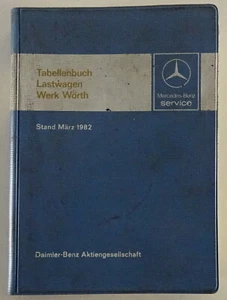 Tabellenbuch
Lastwagen
Werk Wörth
Mercedes-Benz
service
Stand März 1982
Daimler-Benz Aktiengesellschaft